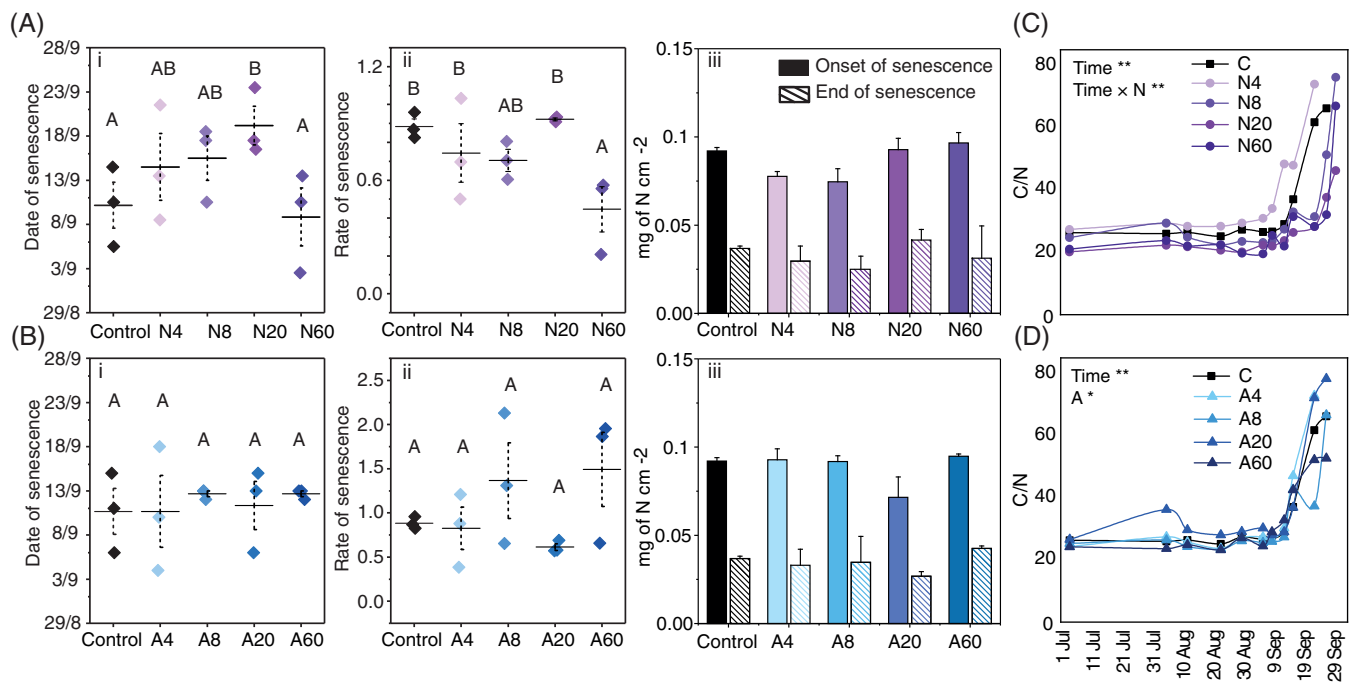 (A)
i
Date of senescence
28/9
23/9
18/9
13/9
8/9
3/9
29/8
A
AB
AB
B
A
Control N4 N8 N20 N60
ii
Rate of senescence
1.2
0.6
0.0
B
B
AB
B
A
Control N4 N8 N20 N60
iii
Onset of senescence
End of senescence
mg of N cm -2
0.15
0.1
0.05
0.00
Control N4 N8 N20 N60
(C)
Time **
Time × N **
C
N4
N8
N20
N60
C/N
80
60
40
20
0
(B)
i
Date of senescence
28/9
23/9
18/9
13/9
8/9
3/9
29/8
A
A
A
A
A
Control A4 A8 A20 A60
ii
Rate of senescence
2.5
2.0
1.5
1.0
0.5
0.0
A
A
A
A
A
Control A4 A8 A20 A60
iii
mg of N cm -2
0.15
0.1
0.05
0.00
Control A4 A8 A20 A60
(D)
Time **
A *
C
A4
A8
A20
A60
C/N
80
60
40
20
0
1 Jul
11 Jul
21 Jul
31 Jul
10 Aug
20 Aug
30 Aug
9 Sep
19 Sep
29 Sep